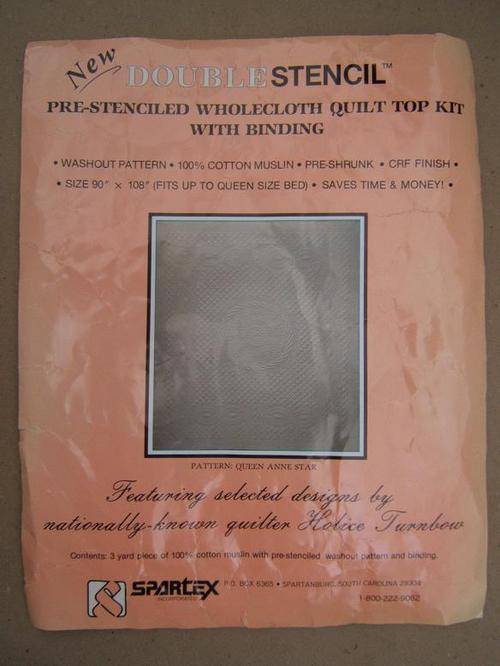 New
DOUBLE STENCIL™
PRE-STENCILED WHOLECLOTH QUILT TOP KIT
WITH BINDING
• WASHOUT PATTERN • 100% COTTON MUSLIN • PRE-SHRUNK • CRF FINISH •
• SIZE 90" × 108" (FITS UP TO QUEEN SIZE BED) • SAVES TIME & MONEY! •
PATTERN: QUEEN ANNE STAR
Featuring selected designs by
nationally-known quilter Holice Turnbow
Contents: 3 yard piece of 100% cotton muslin with pre-stenciled washout pattern and binding.
SPARTEX P.O. BOX 6365 • SPARTANBURG, SOUTH CAROLINA 29304
INCORPORATED
1-800-222-9062